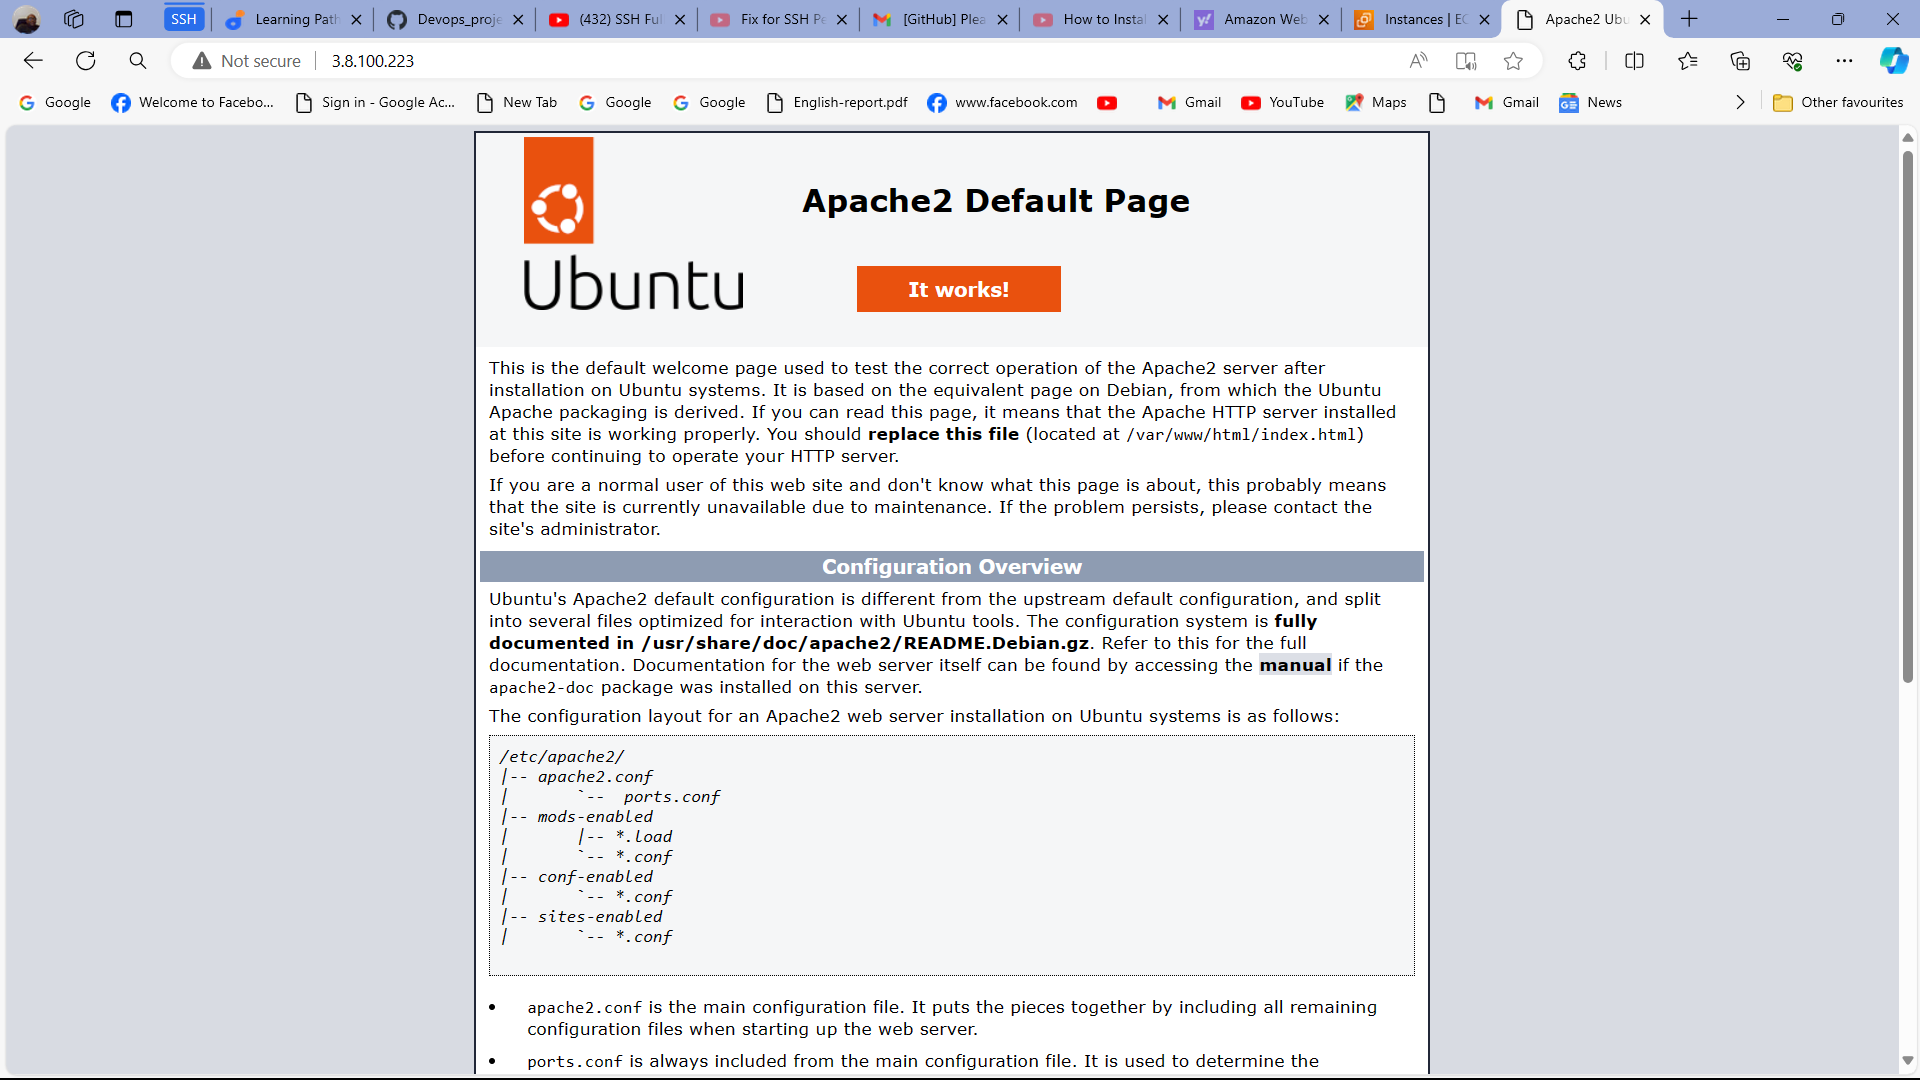 SSH
Learning Path
Devops_proje
(432) SSH Ful
Fix for SSH Pe
[GitHub] Plea
How to Instal
Amazon Web
Instances | EC
Apache2 Ubu
Not secure
3.8.100.223
Google
Welcome to Facebo...
Sign in - Google Ac...
New Tab
Google
Google
English-report.pdf
www.facebook.com
Gmail
YouTube
Maps
Gmail
News
Other favourites
Ubuntu
Apache2 Default Page
It works!
This is the default welcome page used to test the correct operation of the Apache2 server after
installation on Ubuntu systems. It is based on the equivalent page on Debian, from which the Ubuntu
Apache packaging is derived. If you can read this page, it means that the Apache HTTP server installed
at this site is working properly. You should replace this file (located at /var/www/html/index.html)
before continuing to operate your HTTP server.
If you are a normal user of this web site and don't know what this page is about, this probably means
that the site is currently unavailable due to maintenance. If the problem persists, please contact the
site's administrator.
Configuration Overview
Ubuntu's Apache2 default configuration is different from the upstream default configuration, and split
into several files optimized for interaction with Ubuntu tools. The configuration system is fully
documented in /usr/share/doc/apache2/README.Debian.gz. Refer to this for the full
documentation. Documentation for the web server itself can be found by accessing the manual if the
apache2-doc package was installed on this server.
The configuration layout for an Apache2 web server installation on Ubuntu systems is as follows:
/etc/apache2/
|-- apache2.conf
|       `--  ports.conf
|-- mods-enabled
|       |-- *.load
|       `-- *.conf
|-- conf-enabled
|       `-- *.conf
|-- sites-enabled
|       `-- *.conf
• apache2.conf is the main configuration file. It puts the pieces together by including all remaining
configuration files when starting up the web server.
• ports.conf is always included from the main configuration file. It is used to determine the